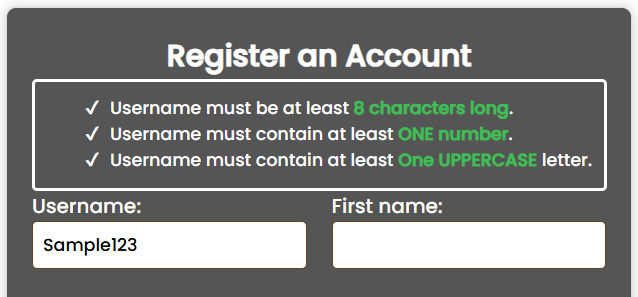 Register an Account
✓ Username must be at least 8 characters long.
✓ Username must contain at least ONE number.
✓ Username must contain at least One UPPERCASE letter.
Username: First name:
Sample123